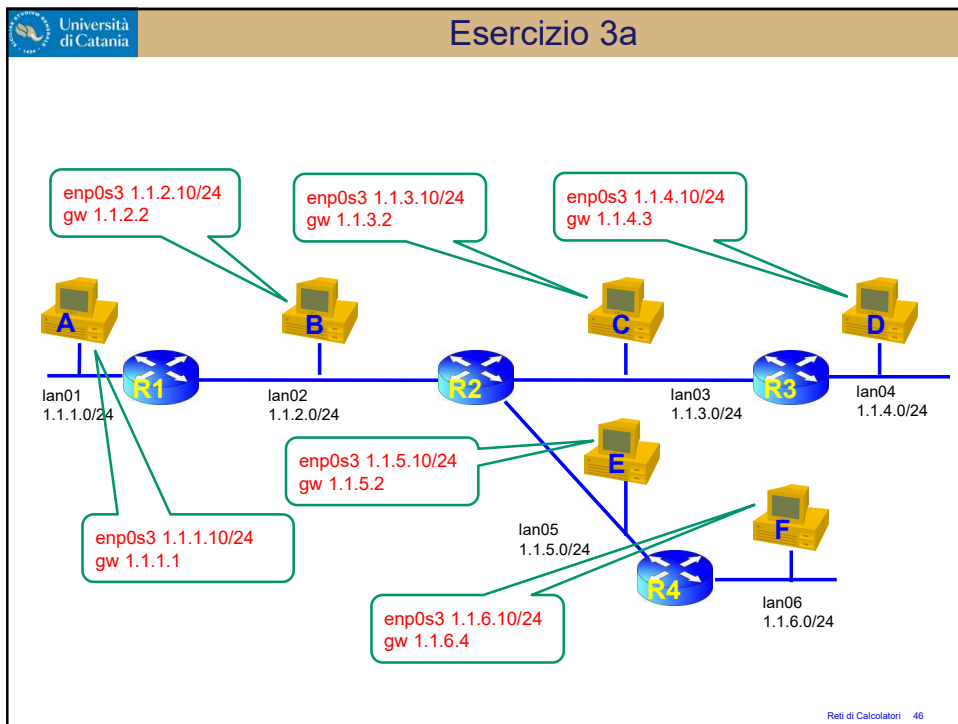 Università
di Catania
Esercizio 3a
enp0s3 1.1.2.10/24
gw 1.1.2.2
enp0s3 1.1.3.10/24
gw 1.1.3.2
enp0s3 1.1.4.10/24
gw 1.1.4.3
A
B
C
D
R1
R2
R3
lan01
1.1.1.0/24
lan02
1.1.2.0/24
lan03
1.1.3.0/24
lan04
1.1.4.0/24
enp0s3 1.1.5.10/24
gw 1.1.5.2
E
enp0s3 1.1.1.10/24
gw 1.1.1.1
lan05
1.1.5.0/24
F
R4
enp0s3 1.1.6.10/24
gw 1.1.6.4
lan06
1.1.6.0/24
Reti di Calcolatori 46